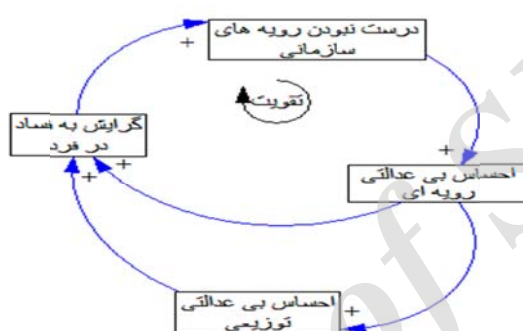 درست نبودن رویه های
سازمانی
تقویت
گرایش به فساد
در فرد
احساس بی عدالتی
رویه ای
احساس بی عدالتی
توزیعی
+
+
+
+
+
of S